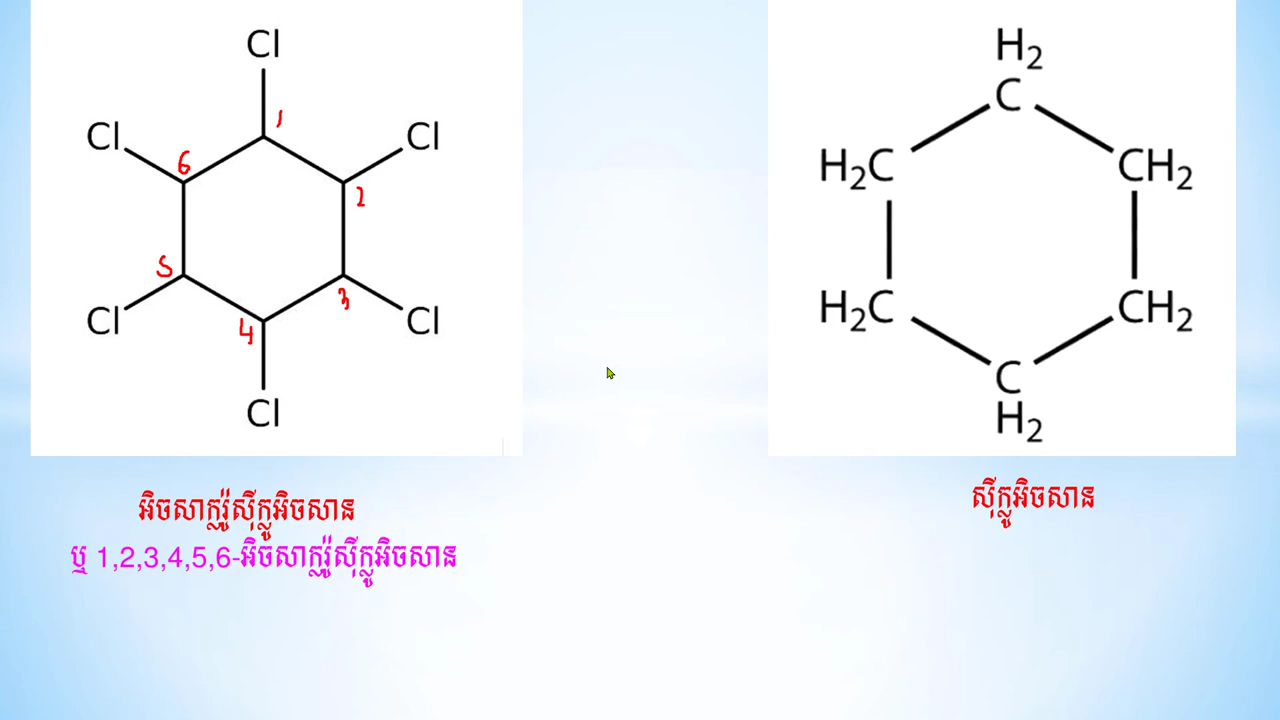 Cl
Cl Cl
1
6
2
5
3
4
Cl Cl
Cl
H2
C
H2C CH2
H2C CH2
C
H2
អិចសាក្លរ៉ូស៊ីក្លូអិចសាន
ឬ 1,2,3,4,5,6-អិចសាក្លរ៉ូស៊ីក្លូអិចសាន
ស៊ីក្លូអិចសាន